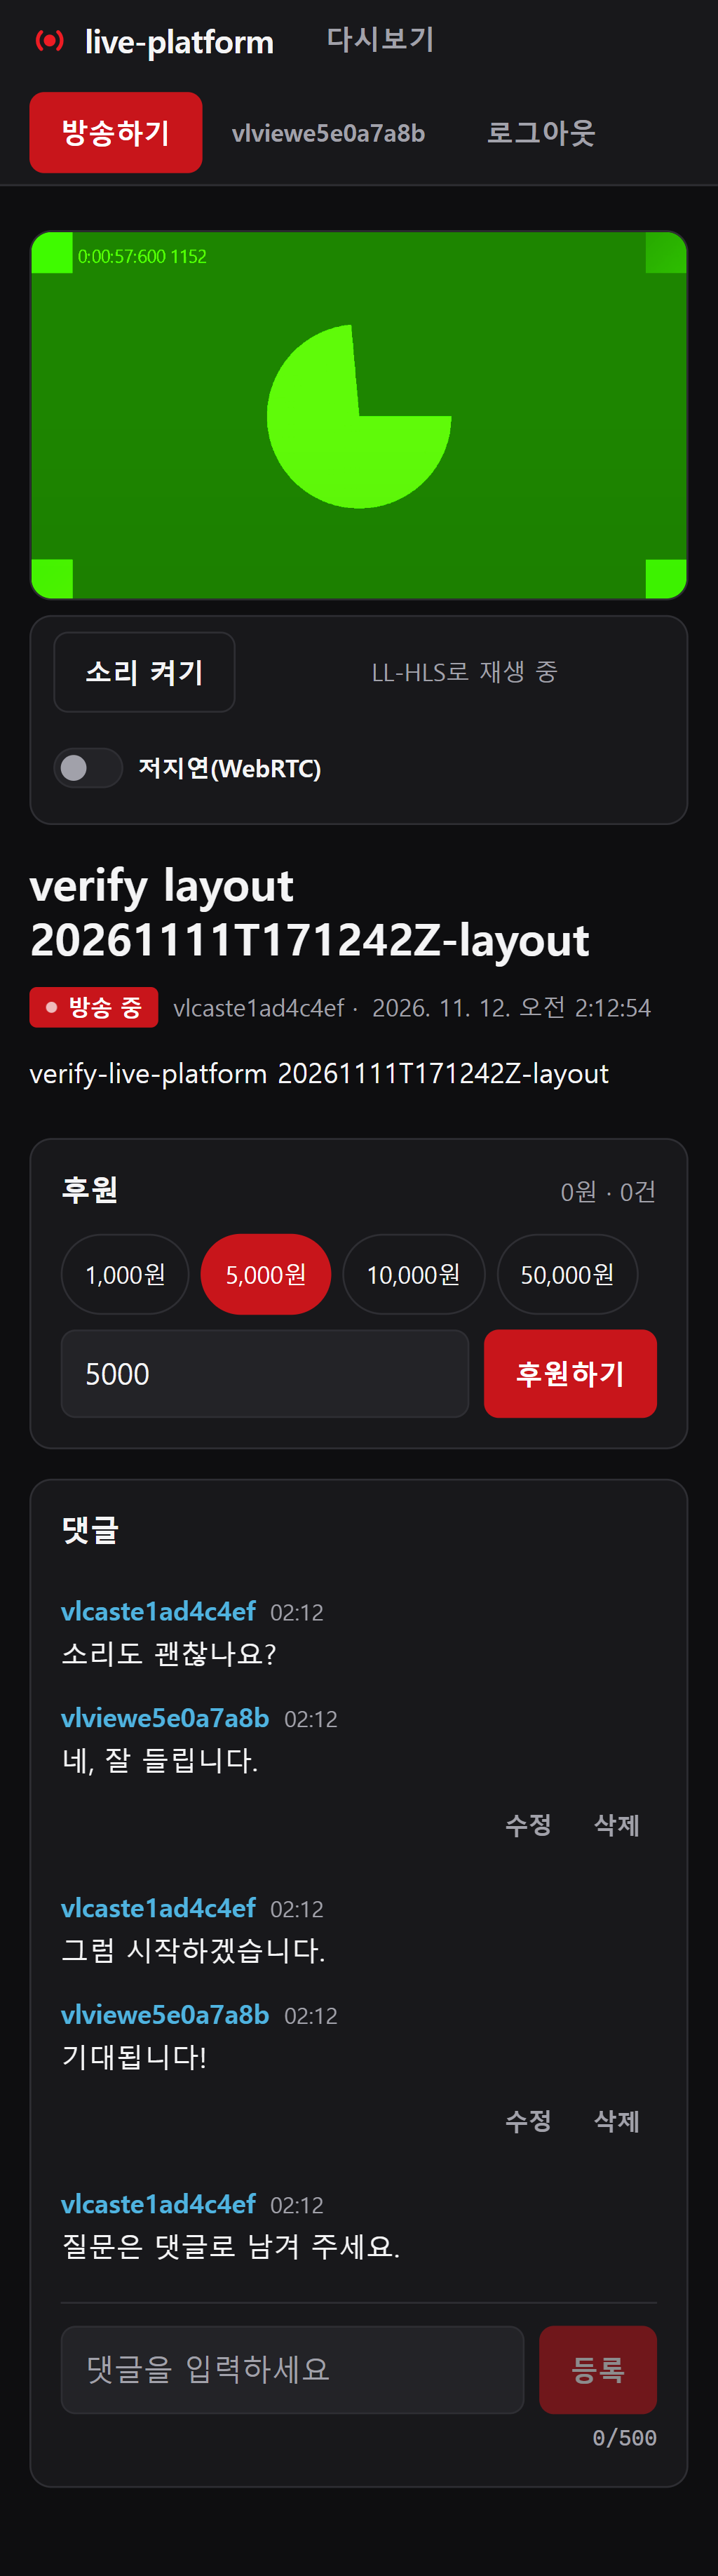 live-platform 다시보기
방송하기 vlviewe5e0a7a8b 로그아웃
0:00:57:600 1152
소리 켜기 LL-HLS로 재생 중
저지연(WebRTC)
verify layout
20261111T171242Z-layout
방송 중 vlcaste1ad4c4ef · 2026. 11. 12. 오전 2:12:54
verify-live-platform 20261111T171242Z-layout
후원 0원 · 0건
1,000원 5,000원 10,000원 50,000원
5000 후원하기
댓글
vlcaste1ad4c4ef 02:12
소리도 괜찮나요?
vlviewe5e0a7a8b 02:12
네, 잘 들립니다.
수정 삭제
vlcaste1ad4c4ef 02:12
그럼 시작하겠습니다.
vlviewe5e0a7a8b 02:12
기대됩니다!
수정 삭제
vlcaste1ad4c4ef 02:12
질문은 댓글로 남겨 주세요.
댓글을 입력하세요 등록
0/500